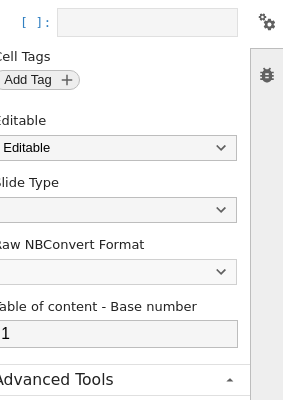 [ ]:
Cell Tags
Add Tag +
Editable
Editable
Slide Type
Raw NBConvert Format
Table of content - Base number
1
Advanced Tools